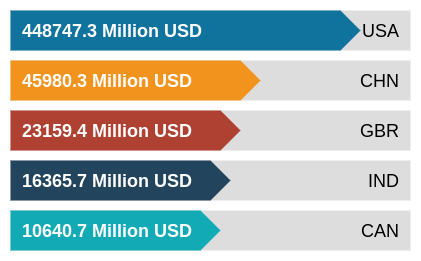 448747.3 Million USD USA
45980.3 Million USD CHN
23159.4 Million USD GBR
16365.7 Million USD IND
10640.7 Million USD CAN